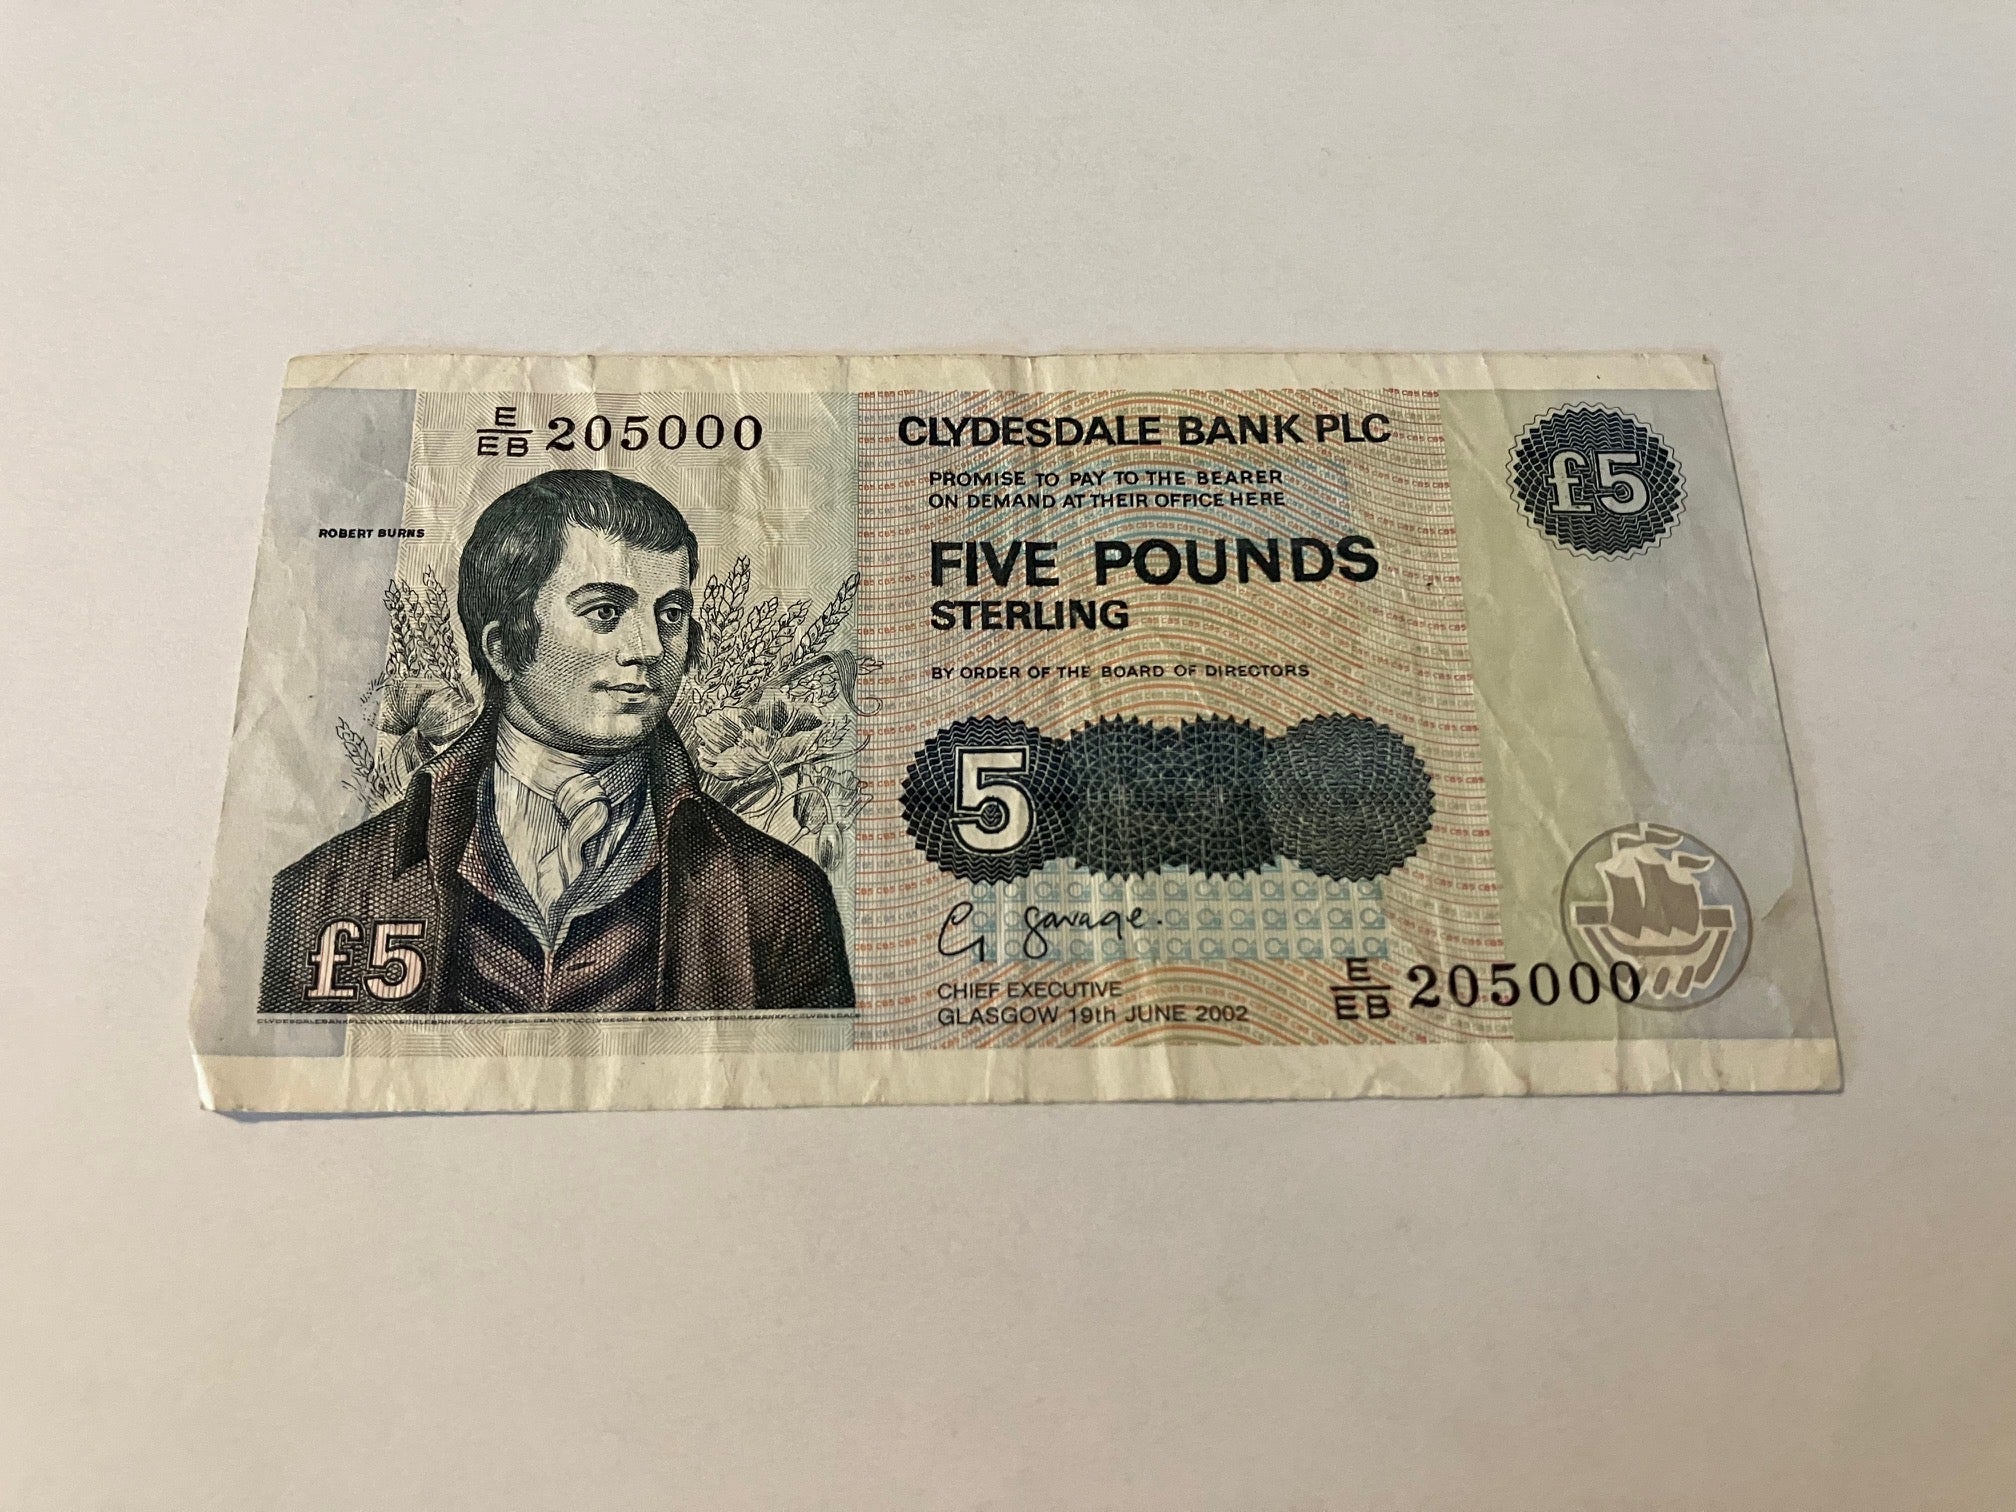 E/EB 205000
ROBERT BURNS
£5
CLYDESDALE BANK PLC
PROMISE TO PAY TO THE BEARER
ON DEMAND AT THEIR OFFICE HERE
FIVE POUNDS
STERLING
BY ORDER OF THE BOARD OF DIRECTORS
5
G Savage.
CHIEF EXECUTIVE
GLASGOW 19th JUNE 2002
£5
E/EB 205000